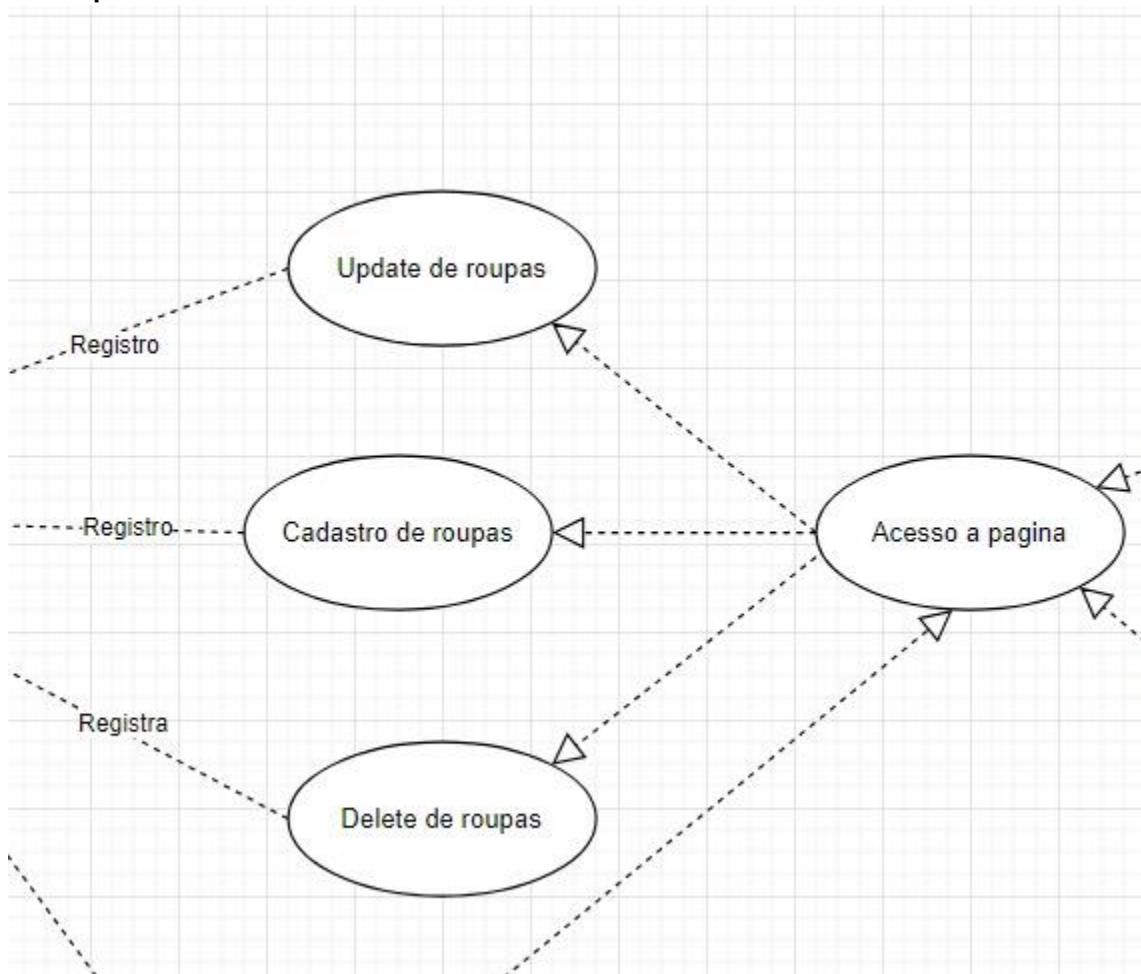 Update de roupas
Registro
Registro
Cadastro de roupas
Acesso a pagina
Registra
Delete de roupas